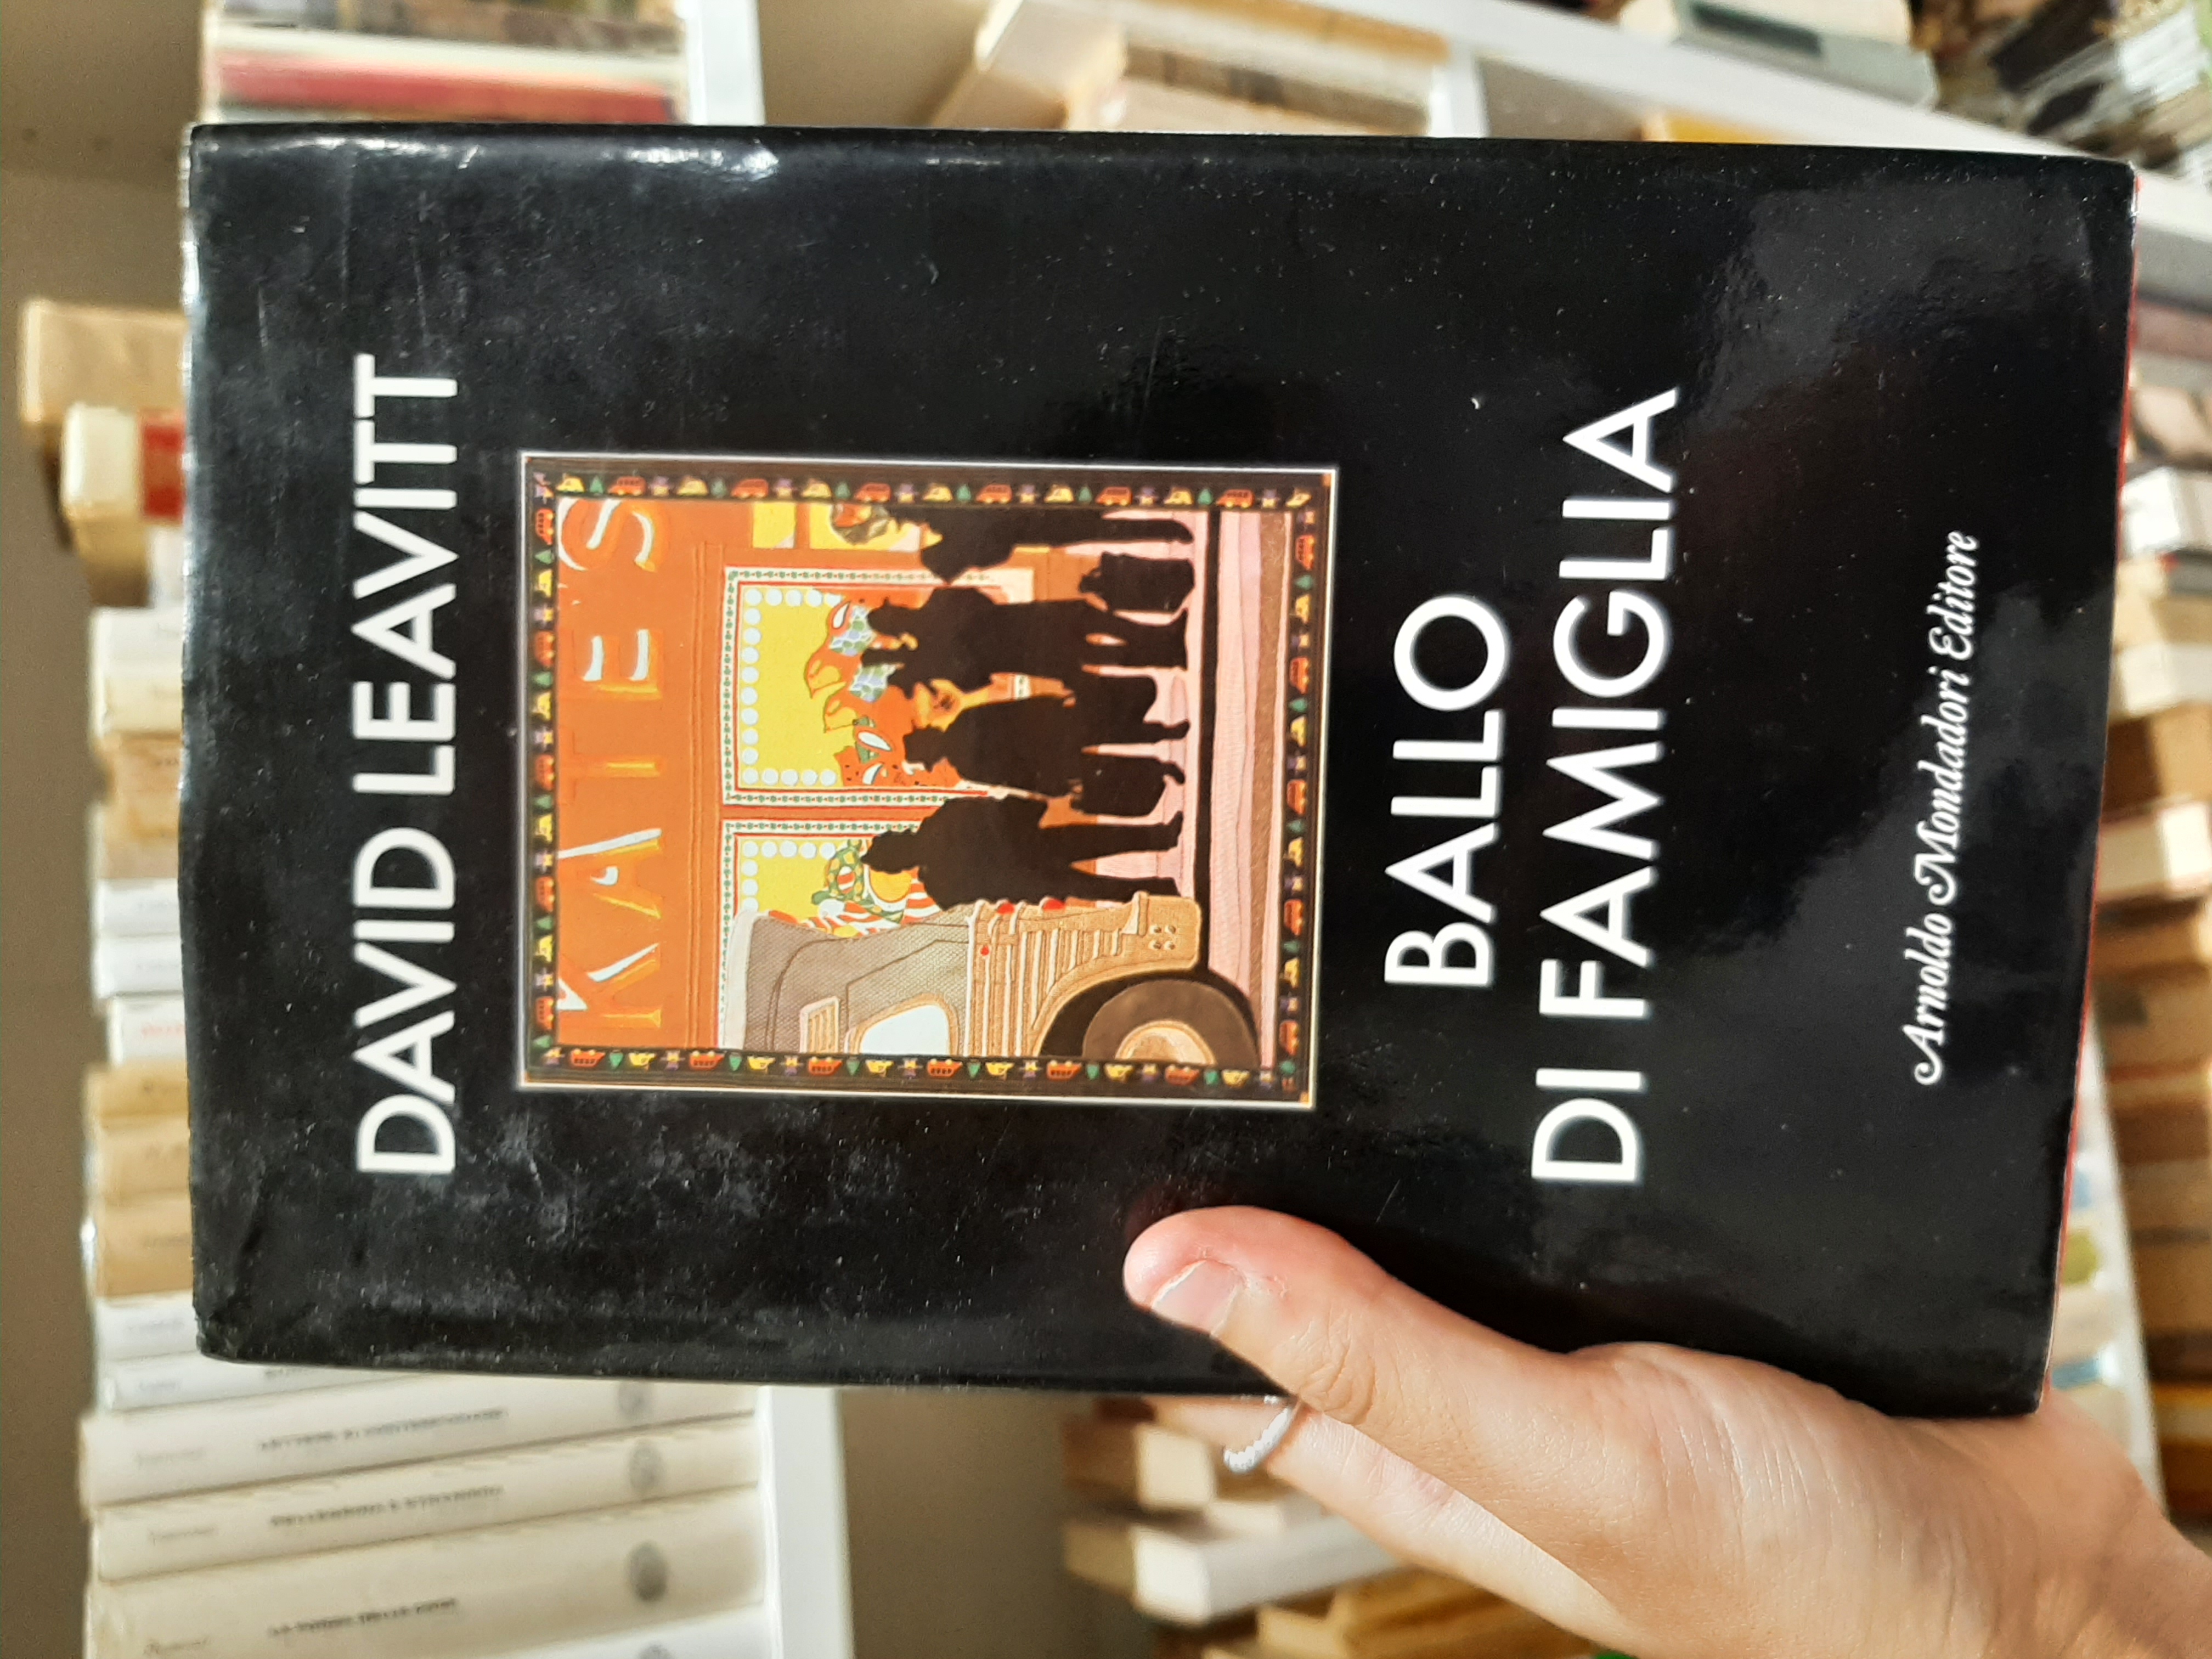 DAVID LEAVITT
KATES
BALLO
DI FAMIGLIA
Arnoldo Mondadori Editore